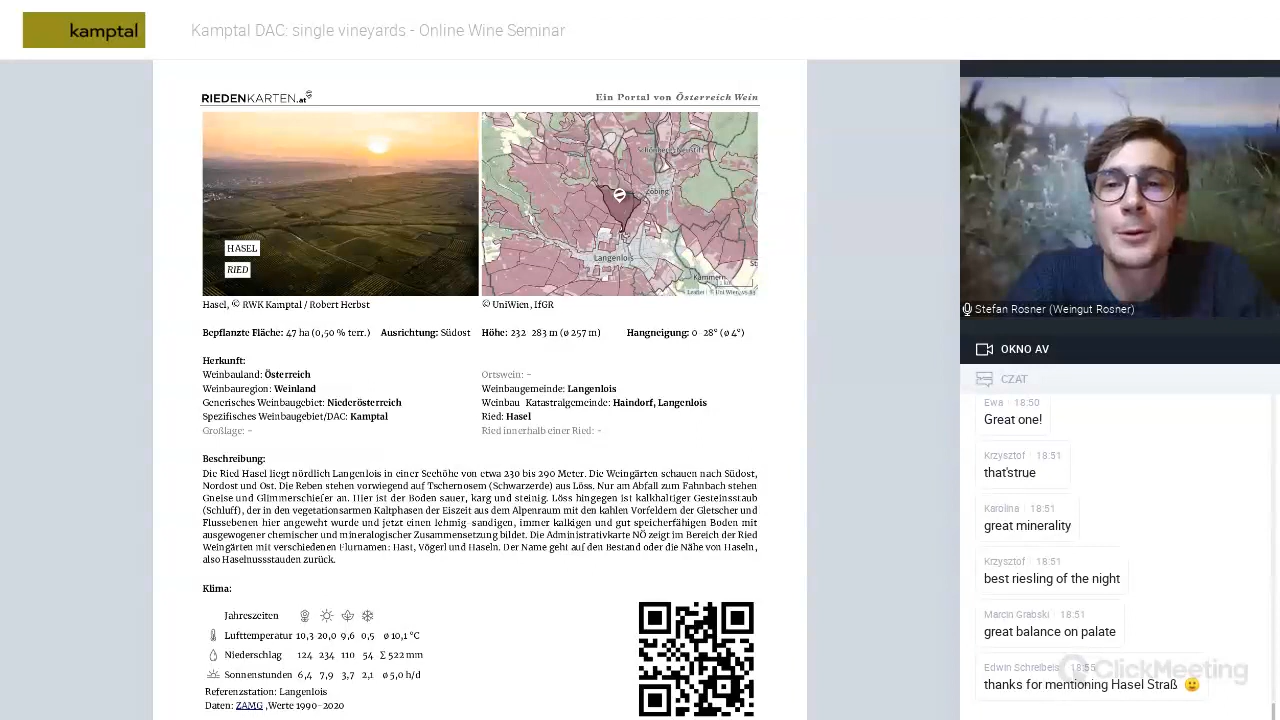 kamptal
Kamptal DAC: single vineyards - Online Wine Seminar
RIEDENKARTEN.at
Ein Portal von Österreich Wein
HASEL
RIED
Zöbing
Langenlois
Kammern
Hasel, © RWK Kamptal / Robert Herbst
© UniWien, IfGR
Bepflanzte Fläche: 47 ha (0,50 % terr.) Ausrichtung: Südost Höhe: 232 283 m (ø 257 m) Hangneigung: 0 28° (ø 4°)
Herkunft:
Weinbauland: Österreich
Weinbauregion: Weinland
Generisches Weinbaugebiet: Niederösterreich
Spezifisches Weinbaugebiet/DAC: Kamptal
Großlage: -
Ortswein: -
Weinbaugemeinde: Langenlois
Weinbau Katastralgemeinde: Haindorf, Langenlois
Ried: Hasel
Ried innerhalb einer Ried: -
Beschreibung:
Die Ried Hasel liegt nördlich Langenlois in einer Seehöhe von etwa 230 bis 290 Meter. Die Weingärten schauen nach Südost,
Nordost und Ost. Die Reben stehen vorwiegend auf Tschernosem (Schwarzerde) aus Löss. Nur am Abfall zum Fahnbach stehen
Gneise und Glimmerschiefer an. Hier ist der Boden sauer, karg und steinig. Löss hingegen ist kalkhaltiger Gesteinsstaub
(Schluff), der in den vegetationsarmen Kaltphasen der Eiszeit aus dem Alpenraum mit den kahlen Vorfeldern der Gletscher und
Flussebenen hier angeweht wurde und jetzt einen lehmig sandigen, immer kalkigen und gut speicherfähigen Boden mit
ausgewogener chemischer und mineralogischer Zusammensetzung bildet. Die Administrativkarte NÖ zeigt im Bereich der Ried
Weingärten mit verschiedenen Flurnamen: Hast, Vögerl und Haseln. Der Name geht auf den Bestand oder die Nähe von Haseln,
also Haselnussstauden zurück.
Klima:
Jahreszeiten
Lufttemperatur 10,3 20,0 9,6 0,5 ø 10,1 °C
Niederschlag 124 234 110 54 Σ 522 mm
Sonnenstunden 6,4 7,9 3,7 2,1 ø 5,0 h/d
Referenzstation: Langenlois
Daten: ZAMG ,Werte 1990-2020
Stefan Rosner (Weingut Rosner)
OKNO AV
CZAT
Ewa 18:50
Great one!
Krzysztof 18:51
that'strue
Karolina 18:51
great minerality
Krzysztof 18:51
best riesling of the night
Marcin Grabski 18:51
great balance on palate
Edwin Schreibeis 18:55
thanks for mentioning Hasel Straß 🙂
ClickMeeting